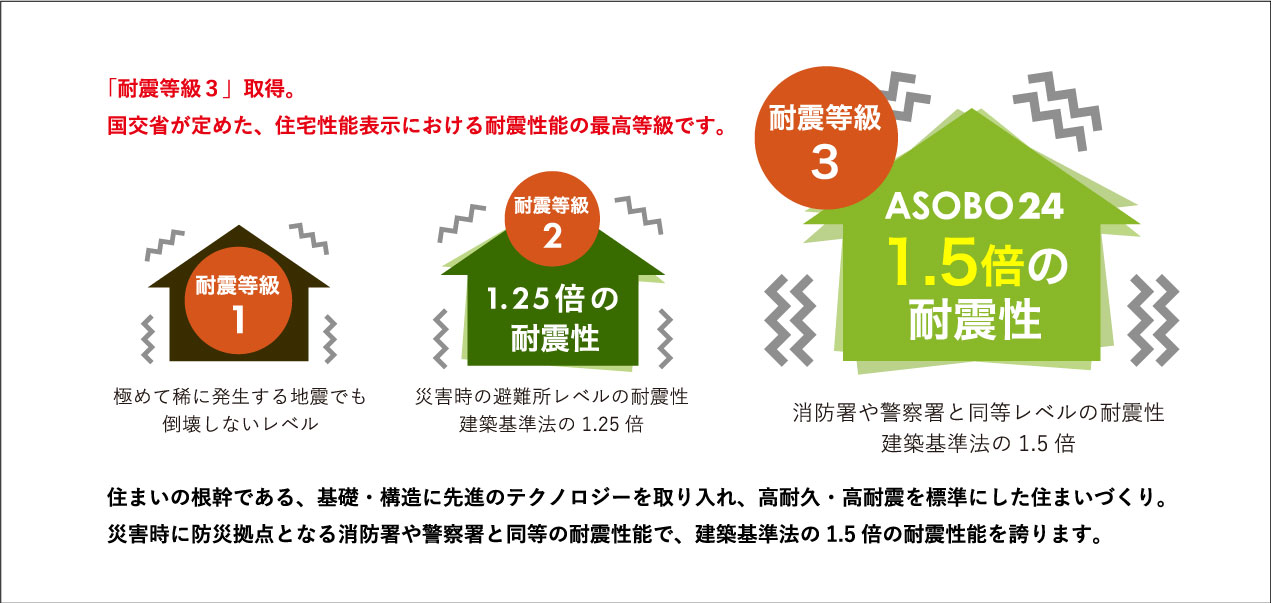 「耐震等級3」取得。
国交省が定めた、住宅性能表示における耐震性能の最高等級です。
耐震等級
1
極めて稀に発生する地震でも
倒壊しないレベル
耐震等級
2
1.25倍の
耐震性
災害時の避難所レベルの耐震性
建築基準法の1.25倍
耐震等級
3
ASOBO24
1.5倍の
耐震性
消防署や警察署と同等レベルの耐震性
建築基準法の1.5倍
住まいの根幹である、基礎・構造に先進のテクノロジーを取り入れ、高耐久・高耐震を標準にした住まいづくり。
災害時に防災拠点となる消防署や警察署と同等の耐震性能で、建築基準法の1.5倍の耐震性能を誇ります。